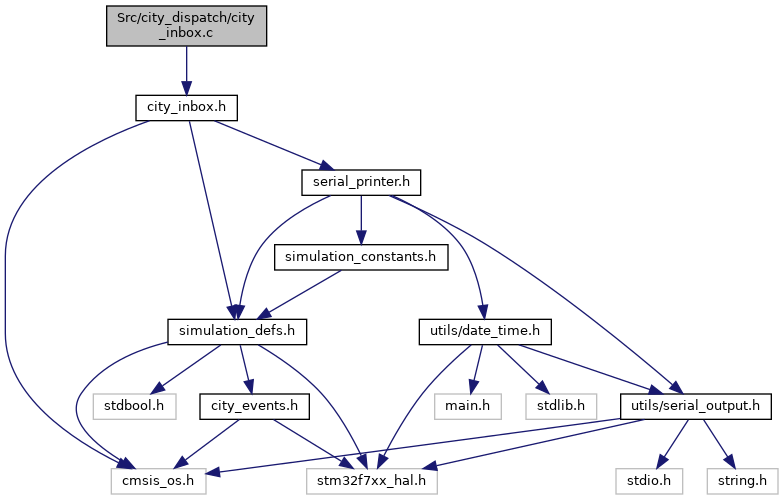 Src/city_dispatch/city
_inbox.c
city_inbox.h
serial_printer.h
simulation_constants.h
simulation_defs.h
utils/date_time.h
stdbool.h
city_events.h
main.h
stdlib.h
utils/serial_output.h
cmsis_os.h
stm32f7xx_hal.h
stdio.h
string.h